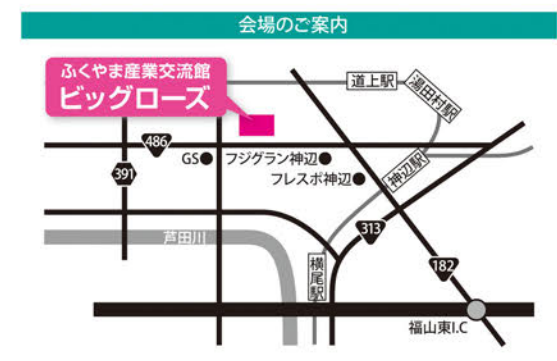 会場のご案内
ふくやま産業交流館
ビッグローズ
道上駅
湯田村駅
486
GS
フジグラン神辺
391
フレスポ神辺
神辺駅
芦田川
313
横尾駅
182
福山東I.C